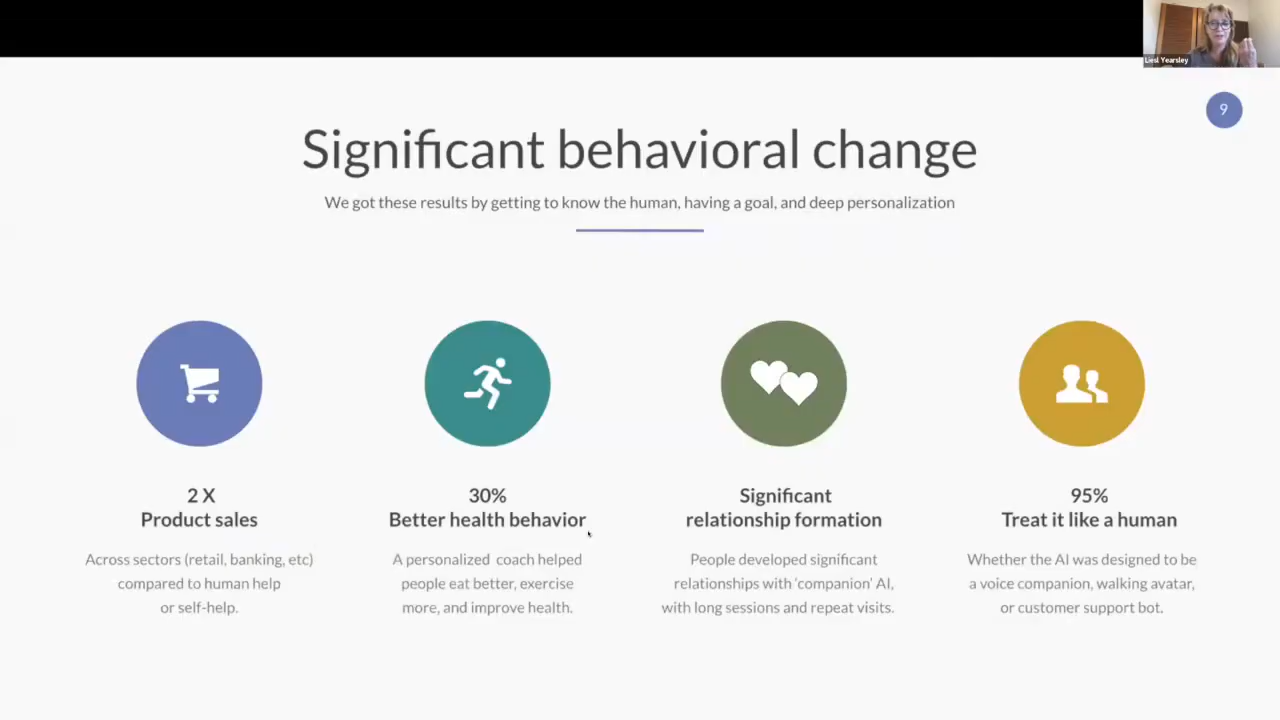 Liesl Yearsley
9
Significant behavioral change
We got these results by getting to know the human, having a goal, and deep personalization
2 X
Product sales
Across sectors (retail, banking, etc)
compared to human help
or self-help.
30%
Better health behavior
A personalized coach helped
people eat better, exercise
more, and improve health.
Significant
relationship formation
People developed significant
relationships with 'companion' AI,
with long sessions and repeat visits.
95%
Treat it like a human
Whether the AI was designed to be
a voice companion, walking avatar,
or customer support bot.